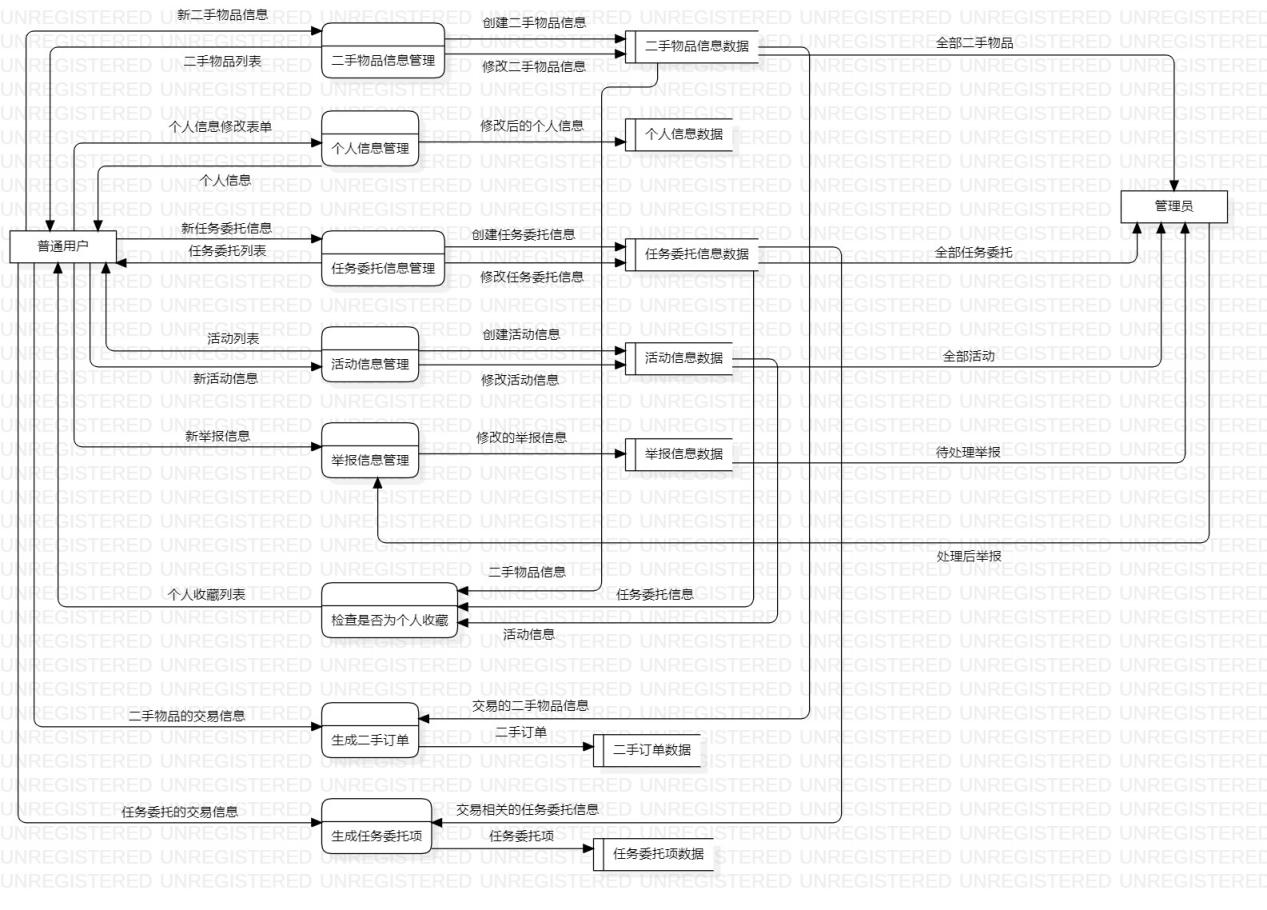 新二手物品信息
创建二手物品信息
二手物品信息数据
全部二手物品
二手物品列表
二手物品信息管理
修改二手物品信息
个人信息修改表单
修改后的个人信息
个人信息数据
个人信息管理
个人信息
管理员
新任务委托信息
创建任务委托信息
普通用户
任务委托列表
任务委托信息管理
修改任务委托信息
任务委托信息数据
全部任务委托
活动列表
创建活动信息
活动信息管理
活动信息数据
全部活动
新活动信息
修改活动信息
新举报信息
修改的举报信息
举报信息管理
举报信息数据
待处理举报
处理后举报
二手物品信息
个人收藏列表
任务委托信息
检查是否为个人收藏
活动信息
二手物品的交易信息
交易的二手物品信息
生成二手订单
二手订单
二手订单数据
任务委托的交易信息
交易相关的任务委托信息
生成任务委托项
任务委托项
任务委托项数据
UNREGISTERED